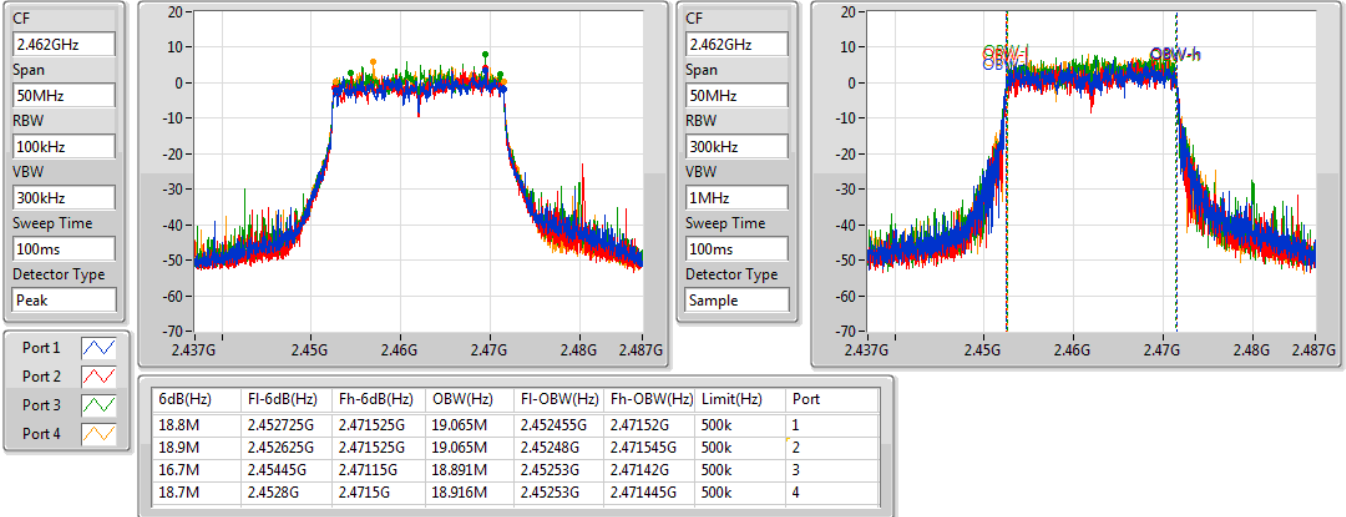 CF
2.462GHz
Span
50MHz
RBW
100kHz
VBW
300kHz
Sweep Time
100ms
Detector Type
Peak
20
10
0
-10
-20
-30
-40
-50
-60
-70
2.437G 2.45G 2.46G 2.47G 2.48G 2.487G
CF
2.462GHz
Span
50MHz
RBW
300kHz
VBW
1MHz
Sweep Time
100ms
Detector Type
Sample
20
10
0
-10
-20
-30
-40
-50
-60
-70
OBW-l OBW-h
2.437G 2.45G 2.46G 2.47G 2.48G 2.487G
Port 1
Port 2
Port 3
Port 4
6dB(Hz) Fl-6dB(Hz) Fh-6dB(Hz) OBW(Hz) Fl-OBW(Hz) Fh-OBW(Hz) Limit(Hz) Port
18.8M 2.452725G 2.471525G 19.065M 2.452455G 2.47152G 500k 1
18.9M 2.452625G 2.471525G 19.065M 2.45248G 2.471545G 500k 2
16.7M 2.45445G 2.47115G 18.891M 2.45253G 2.47142G 500k 3
18.7M 2.4528G 2.4715G 18.916M 2.45253G 2.471445G 500k 4